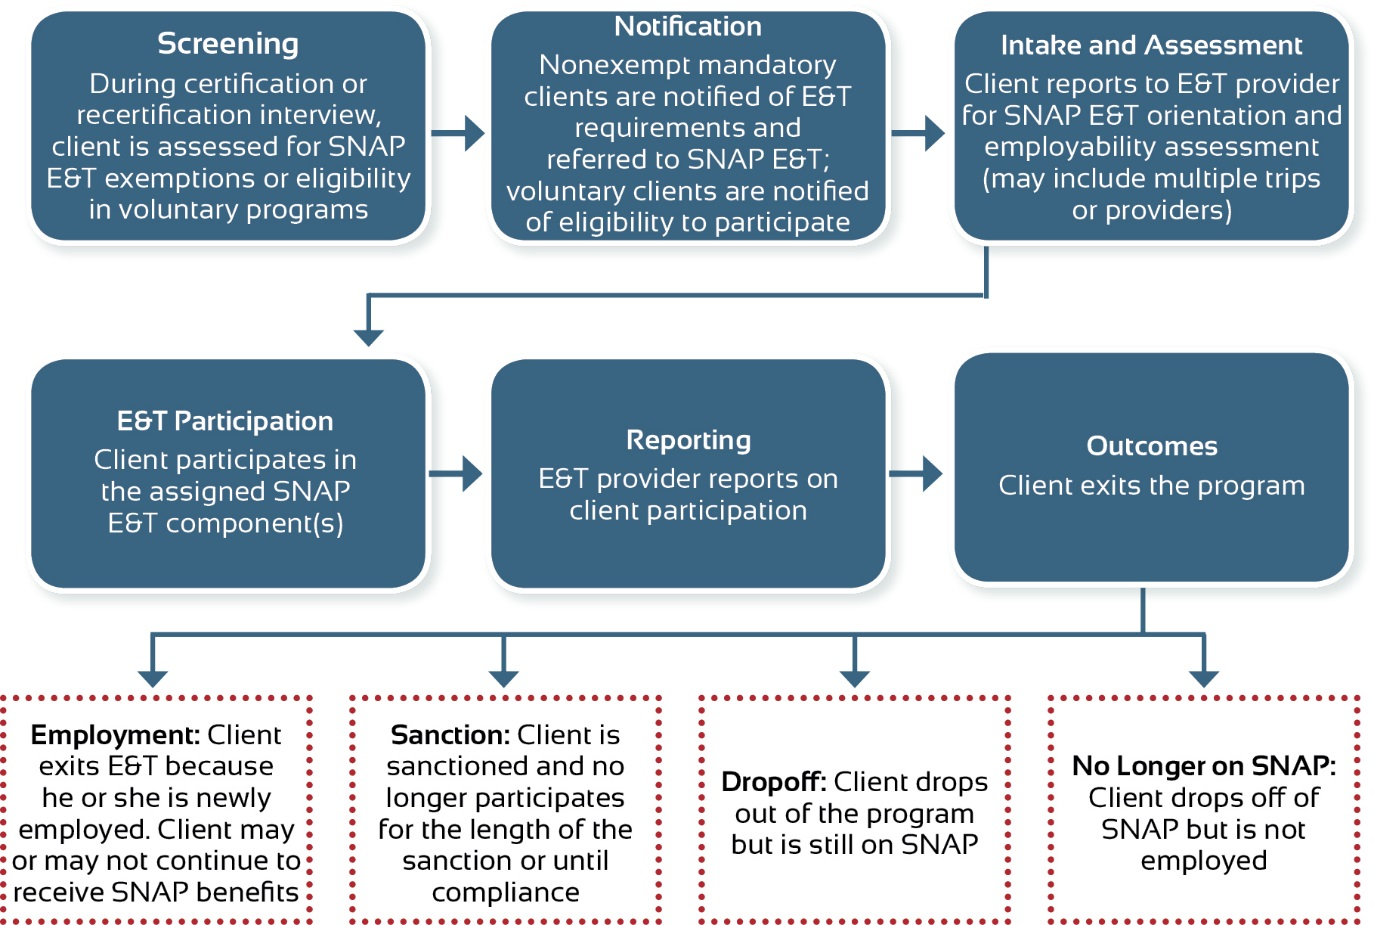 Screening
During certification or
recertification interview,
client is assessed for SNAP
E&T exemptions or eligibility
in voluntary programs
Notification
Nonexempt mandatory
clients are notified of E&T
requirements and
referred to SNAP E&T;
voluntary clients are notified
of eligibility to participate
Intake and Assessment
Client reports to E&T provider
for SNAP E&T orientation and
employability assessment
(may include multiple trips
or providers)
E&T Participation
Client participates in
the assigned SNAP
E&T component(s)
Reporting
E&T provider reports on
client participation
Outcomes
Client exits the program
Employment: Client
exits E&T because
he or she is newly
employed. Client may
or may not continue to
receive SNAP benefits
Sanction: Client is
sanctioned and no
longer participates
for the length of the
sanction or until
compliance
Dropoff: Client drops
out of the program
but is still on SNAP
No Longer on SNAP:
Client drops off of
SNAP but is not
employed